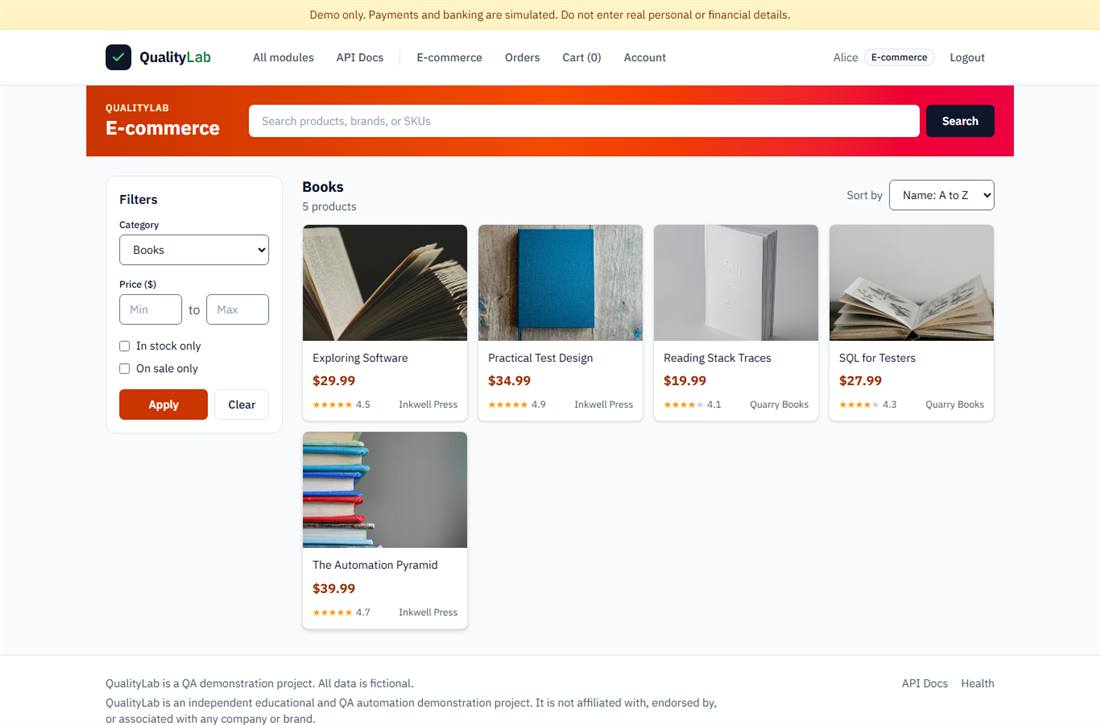 Demo only. Payments and banking are simulated. Do not enter real personal or financial details.
QualityLab
All modules
API Docs
E-commerce
Orders
Cart (0)
Account
Alice
E-commerce
Logout
QUALITYLAB
E-commerce
Search products, brands, or SKUs
Search
Filters
Category
Books
Price ($)
Min
to
Max
In stock only
On sale only
Apply
Clear
Books
5 products
Sort by
Name: A to Z
Exploring Software
$29.99
★★★★★ 4.5
Inkwell Press
Practical Test Design
$34.99
★★★★★ 4.9
Inkwell Press
Reading Stack Traces
$19.99
★★★★★ 4.1
Quarry Books
SQL for Testers
$27.99
★★★★★ 4.3
Quarry Books
The Automation Pyramid
$39.99
★★★★★ 4.7
Inkwell Press
QualityLab is a QA demonstration project. All data is fictional.
QualityLab is an independent educational and QA automation demonstration project. It is not affiliated with, endorsed by,
or associated with any company or brand.
API Docs
Health